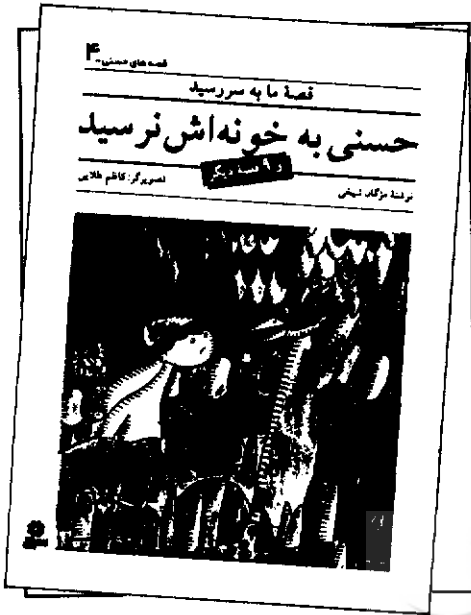 قصه‌های حسنی-۴
قصهٔ ما به سر رسید
حسنی به خونه‌اش نرسید
و ۹ قصهٔ دیگر
نوشتهٔ مژگان شیخی
تصویرگر: کاظم طلایی